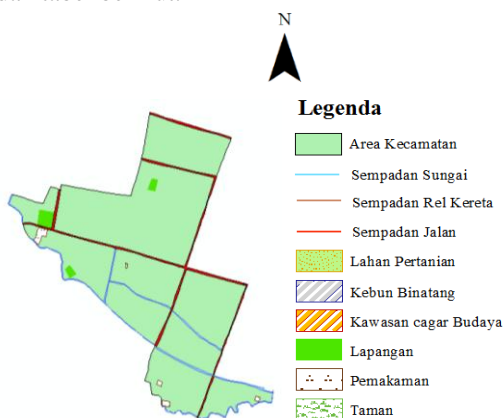 N
Legenda
Area Kecamatan
Sempadan Sungai
Sempadan Rel Kereta
Sempadan Jalan
Lahan Pertanian
Kebun Binatang
Kawasan cagar Budaya
Lapangan
Pemakaman
Taman